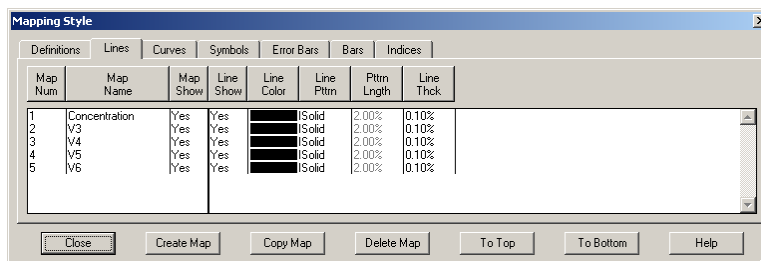 Mapping Style
Definitions Lines Curves Symbols Error Bars Bars Indices
Map Num Map Name Map Show Line Show Line Color Line Pttrn Pttrn Lngth Line Thck
1 Concentration Yes Yes Solid 2.00% 0.10%
2 V3 Yes Yes Solid 2.00% 0.10%
3 V4 Yes Yes Solid 2.00% 0.10%
4 V5 Yes Yes Solid 2.00% 0.10%
5 V6 Yes Yes Solid 2.00% 0.10%
Close Create Map Copy Map Delete Map To Top To Bottom Help